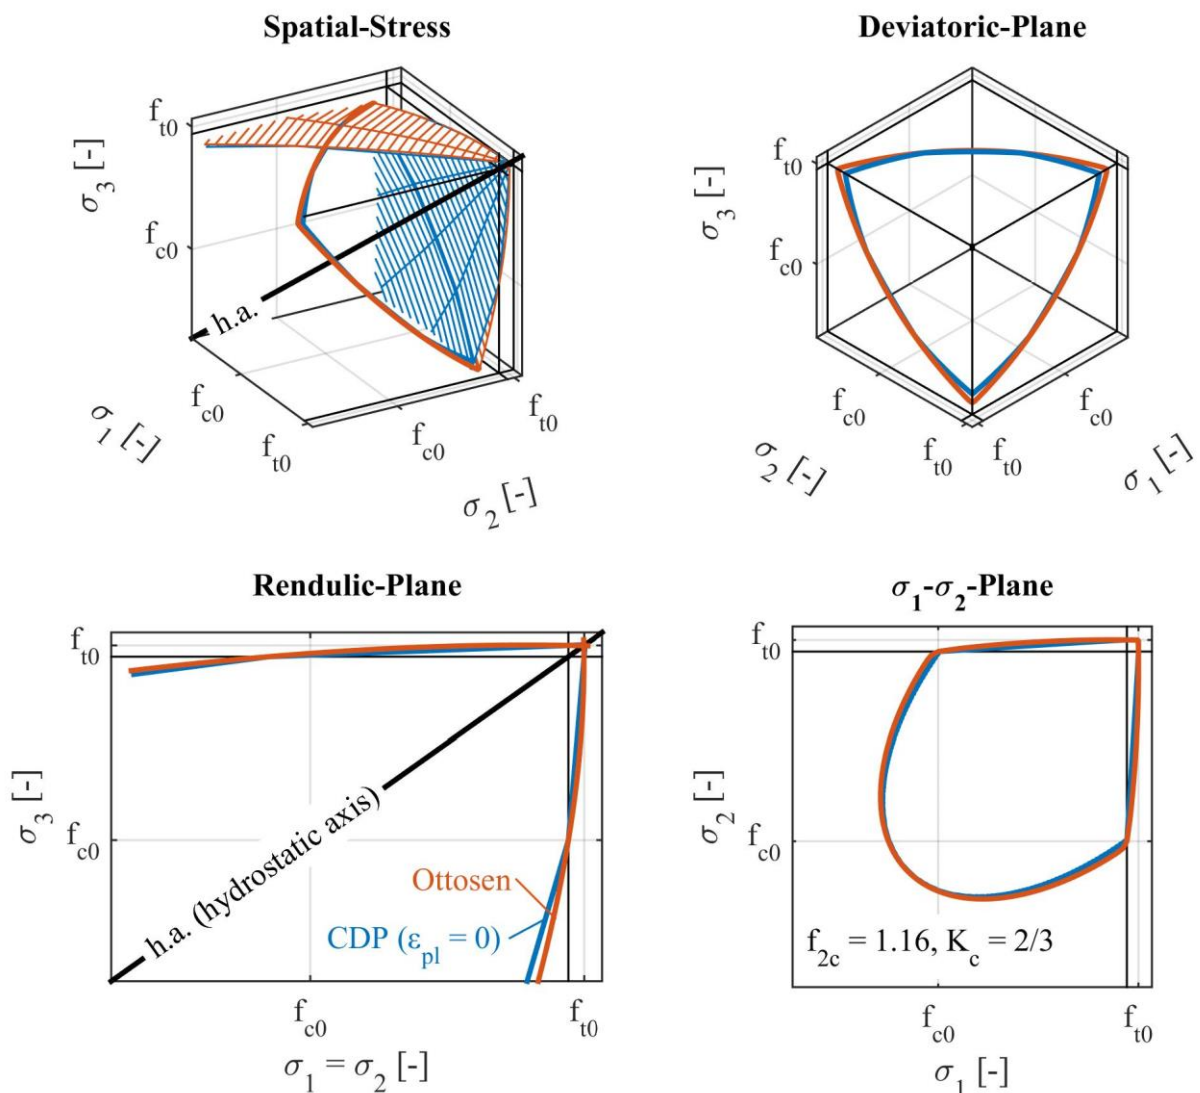 Spatial-Stress
f_t0
σ_3 [-]
f_c0
h.a.
f_c0
σ_1 [-]
f_t0
f_c0
f_t0
σ_2 [-]
Deviatoric-Plane
f_t0
σ_3 [-]
f_c0
f_c0
f_c0
σ_2 [-]
f_t0
f_t0
σ_1 [-]
Rendulic-Plane
f_t0
σ_3 [-]
f_c0
h.a. (hydrostatic axis)
Ottosen
CDP (ε_pl = 0)
f_c0
f_t0
σ_1 = σ_2 [-]
σ_1-σ_2-Plane
f_t0
σ_2 [-]
f_c0
f_2c = 1.16, K_c = 2/3
f_c0
f_t0
σ_1 [-]